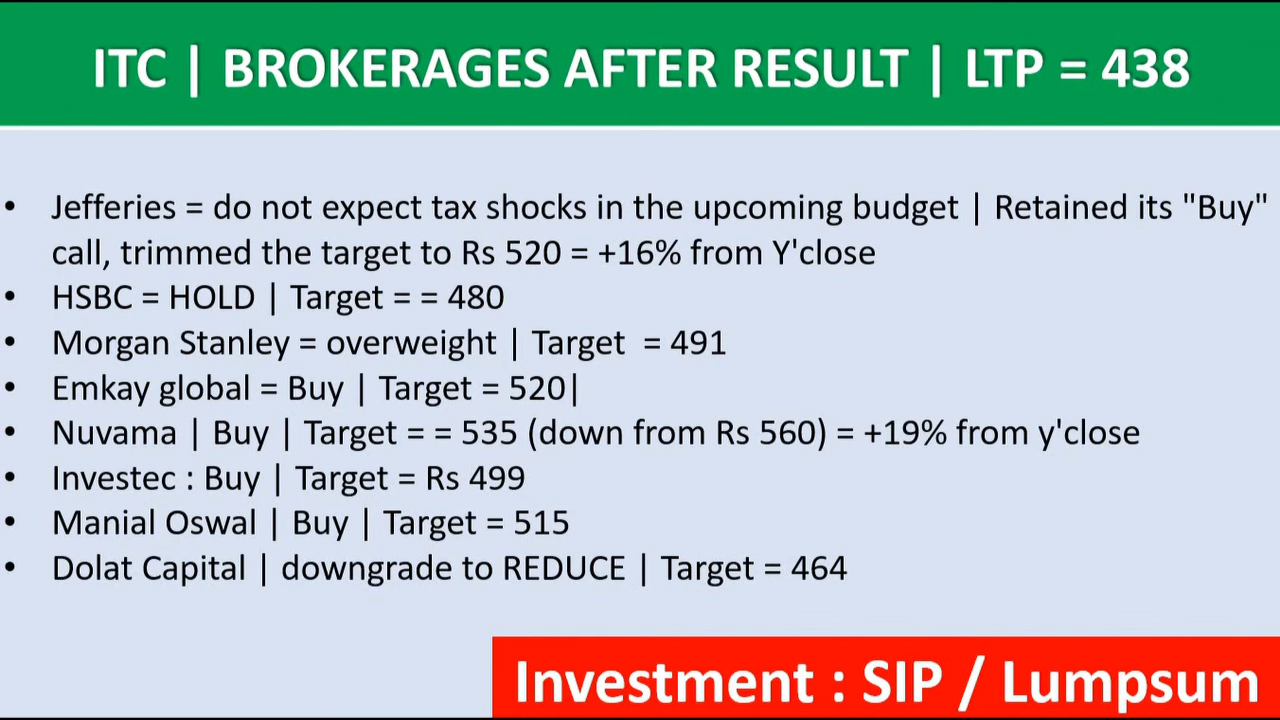 ITC | BROKERAGES AFTER RESULT | LTP = 438
• Jefferies = do not expect tax shocks in the upcoming budget | Retained its "Buy"
call, trimmed the target to Rs 520 = +16% from Y'close
• HSBC = HOLD | Target = = 480
• Morgan Stanley = overweight | Target  = 491
• Emkay global = Buy | Target = 520|
• Nuvama | Buy | Target = = 535 (down from Rs 560) = +19% from y'close
• Investec : Buy | Target = Rs 499
• Manial Oswal | Buy | Target = 515
• Dolat Capital | downgrade to REDUCE | Target = 464
Investment : SIP / Lumpsum